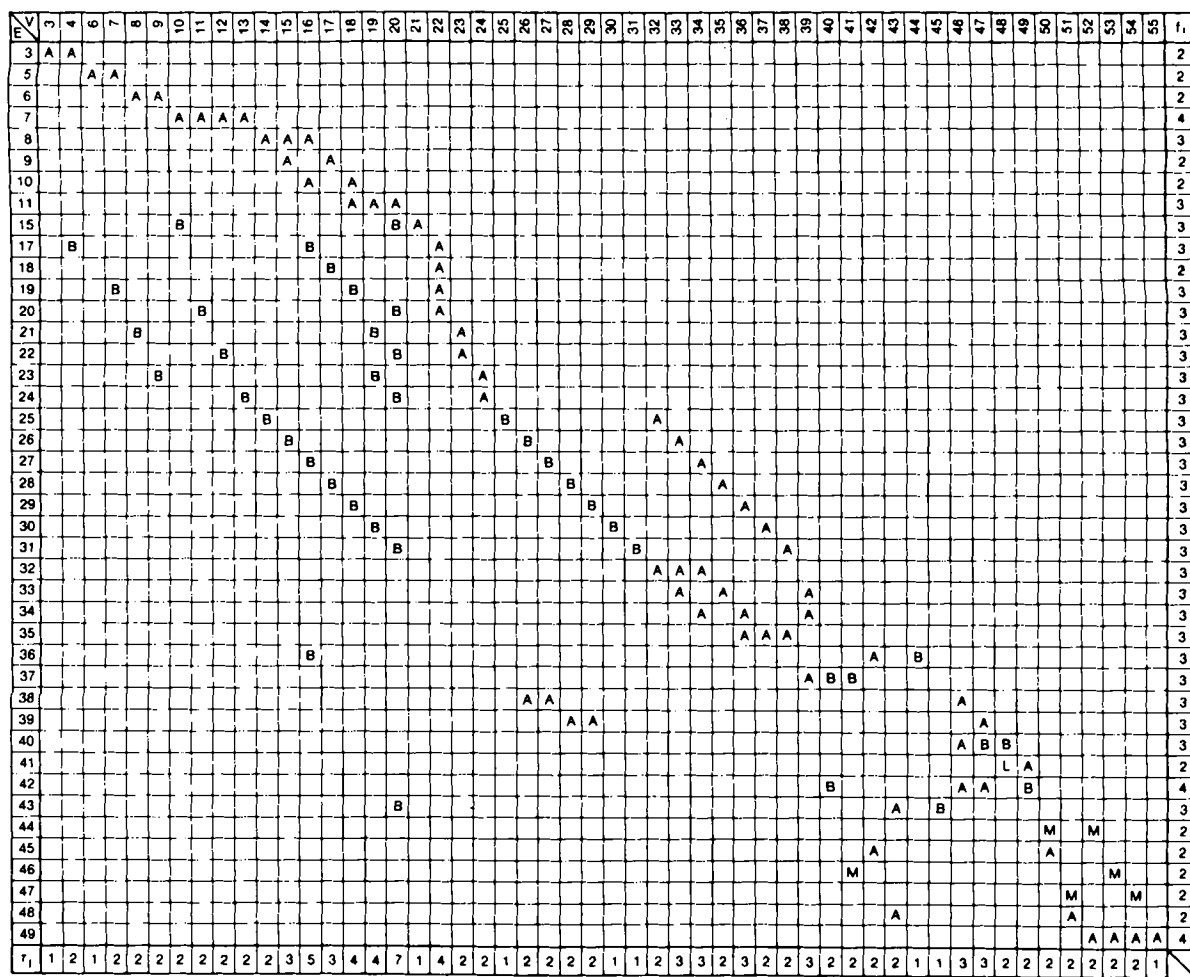 E V 3 4 6 7 8 9 10 11 12 13 14 15 16 17 18 19 20 21 22 23 24 25 26 27 28 29 30 31 32 33 34 35 36 37 38 39 40 41 42 43 44 45 46 47 48 49 50 51 52 53 54 55 f₁
3 A A 2
5 A A 2
6 A A 2
7 A A A A 4
8 A A A 3
9 A A 2
10 A A 2
11 A A A 3
15 B B A 3
17 B B A 3
18 B A 2
19 B B A 3
20 B B A 3
21 B B A 3
22 B B A 3
23 B B A 3
24 B B A 3
25 B B A 3
26 B B A 3
27 B B A 3
28 B B A 3
29 B B A 3
30 B B A 3
31 B B A 3
32 A A A 3
33 A A A 3
34 A A A 3
35 A A A 3
36 B A B 3
37 A B B 3
38 A A A 3
39 A A A 3
40 A B B 3
41 L A 2
42 B A A B 4
43 B A B 3
44 M M 2
45 A A 2
46 M M 2
47 M M 2
48 A A 2
49 A A A A 4
r₁ 1 2 1 2 2 2 2 2 2 2 2 3 5 3 4 4 7 1 4 2 2 1 2 2 2 2 1 1 2 3 3 2 3 2 2 3 2 2 2 2 1 1 3 3 2 2 2 2 2 2 2 1